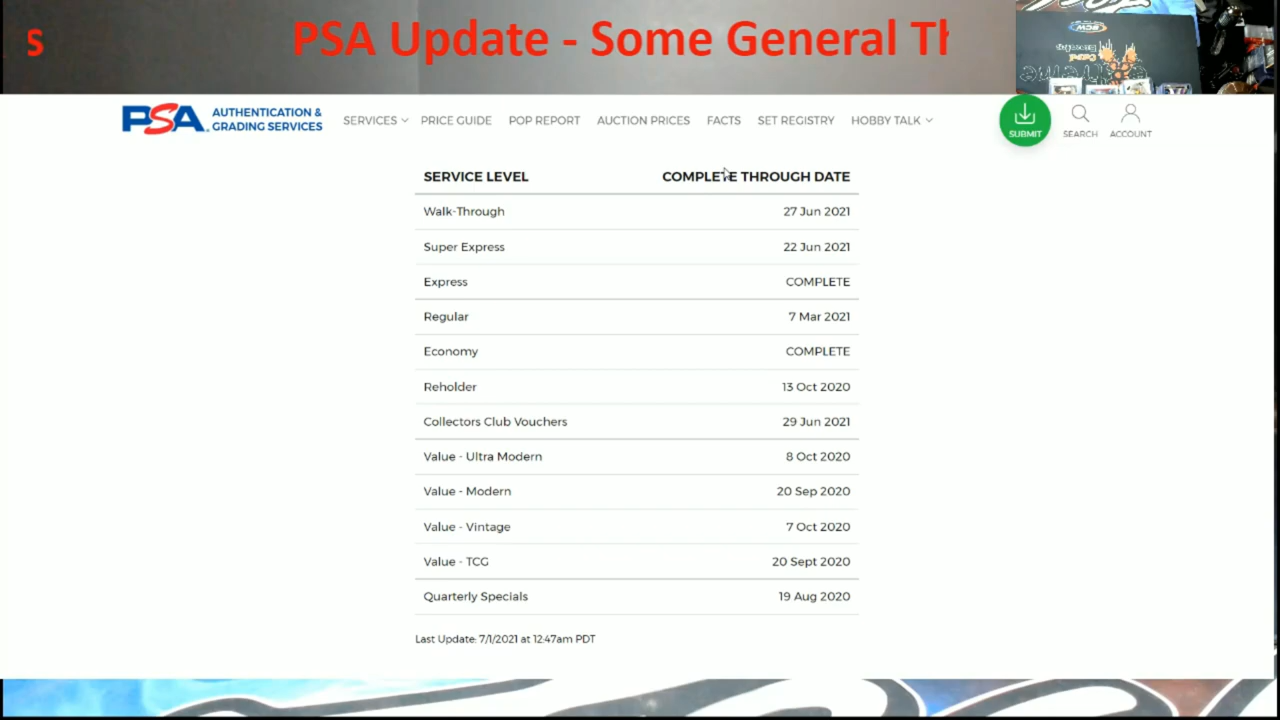 S PSA Update - Some General Th
PSA AUTHENTICATION &
GRADING SERVICES
SERVICES PRICE GUIDE POP REPORT AUCTION PRICES FACTS SET REGISTRY HOBBY TALK
SUBMIT SEARCH ACCOUNT
SERVICE LEVEL COMPLETE THROUGH DATE
Walk-Through 27 Jun 2021
Super Express 22 Jun 2021
Express COMPLETE
Regular 7 Mar 2021
Economy COMPLETE
Reholder 13 Oct 2020
Collectors Club Vouchers 29 Jun 2021
Value - Ultra Modern 8 Oct 2020
Value - Modern 20 Sep 2020
Value - Vintage 7 Oct 2020
Value - TCG 20 Sept 2020
Quarterly Specials 19 Aug 2020
Last Update: 7/1/2021 at 12:47am PDT